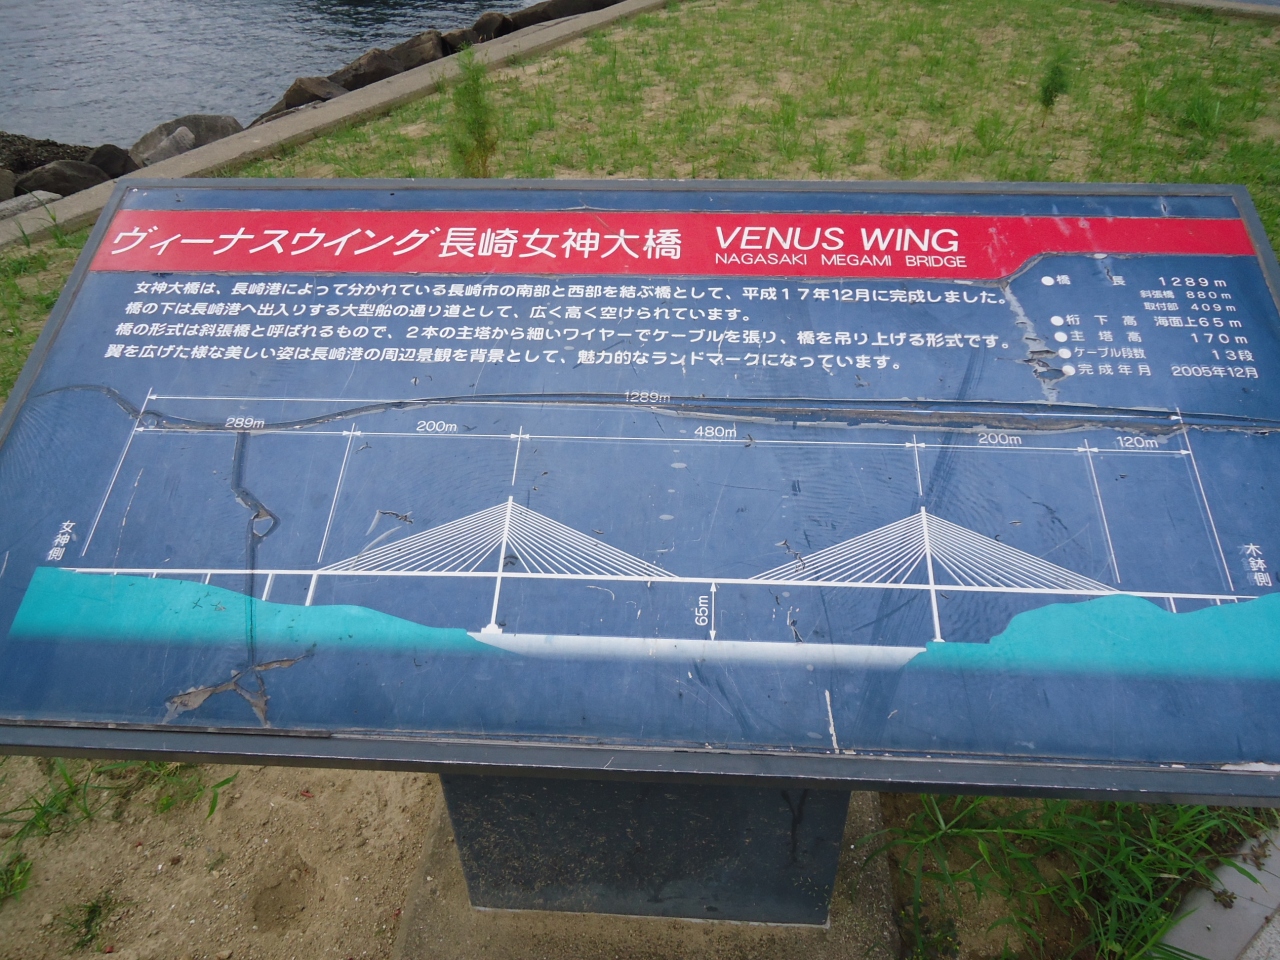 ヴィーナスウイング長崎女神大橋 VENUS WING
NAGASAKI MEGAMI BRIDGE
女神大橋は、長崎港によって分かれている長崎市の南部と西部を結ぶ橋として、平成17年12月に完成しました。
橋の下は長崎港へ出入りする大型船の通り道として、広く高く空けられています。
橋の形式は斜張橋と呼ばれるもので、2本の主塔から細いワイヤーでケーブルを張り、橋を吊り上げる形式です。
翼を広げた様な美しい姿は長崎港の周辺景観を背景として、魅力的なランドマークになっています。
●橋長 1289m
斜張橋 880m
取付部 409m
●桁下高 海面上65m
●主塔高 170m
●ケーブル段数 13段
●完成年月 2005年12月
1289m
289m 200m 480m 200m 120m
女神側
木鉢側
65m